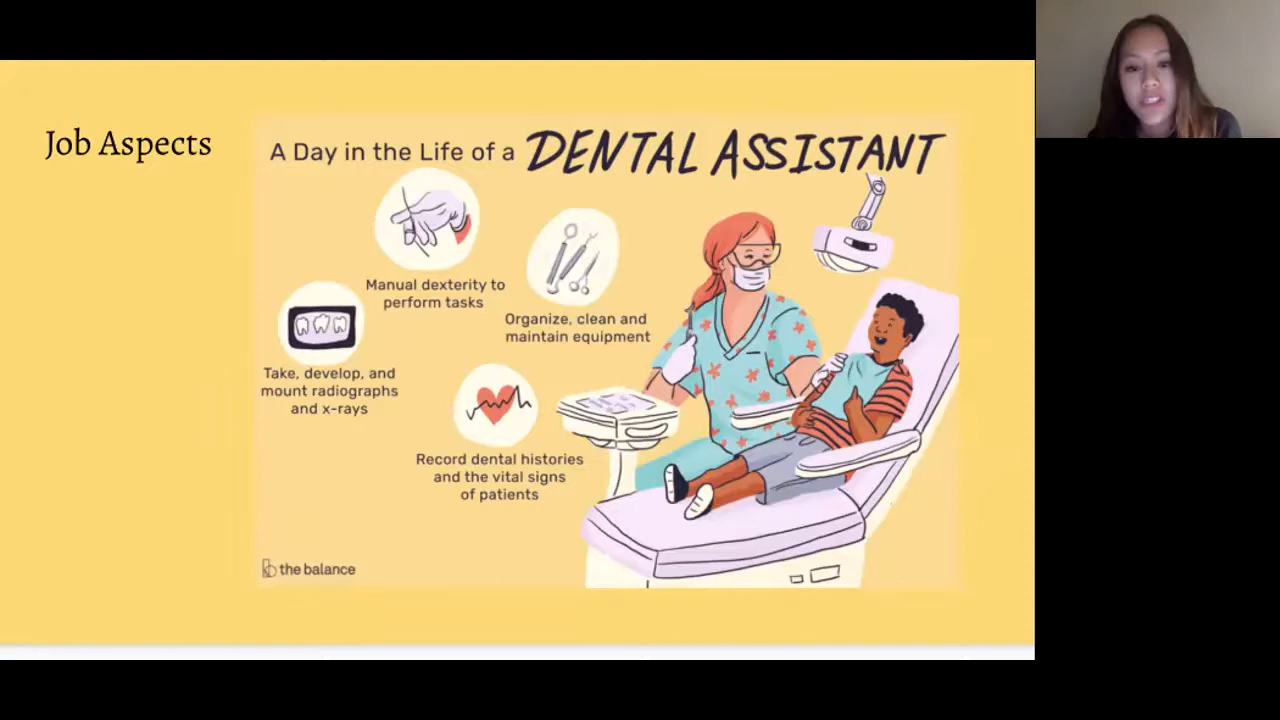 Job Aspects
A Day in the Life of a DENTAL ASSISTANT
Manual dexterity to
perform tasks
Organize, clean and
maintain equipment
Take, develop, and
mount radiographs
and x-rays
Record dental histories
and the vital signs
of patients
the balance